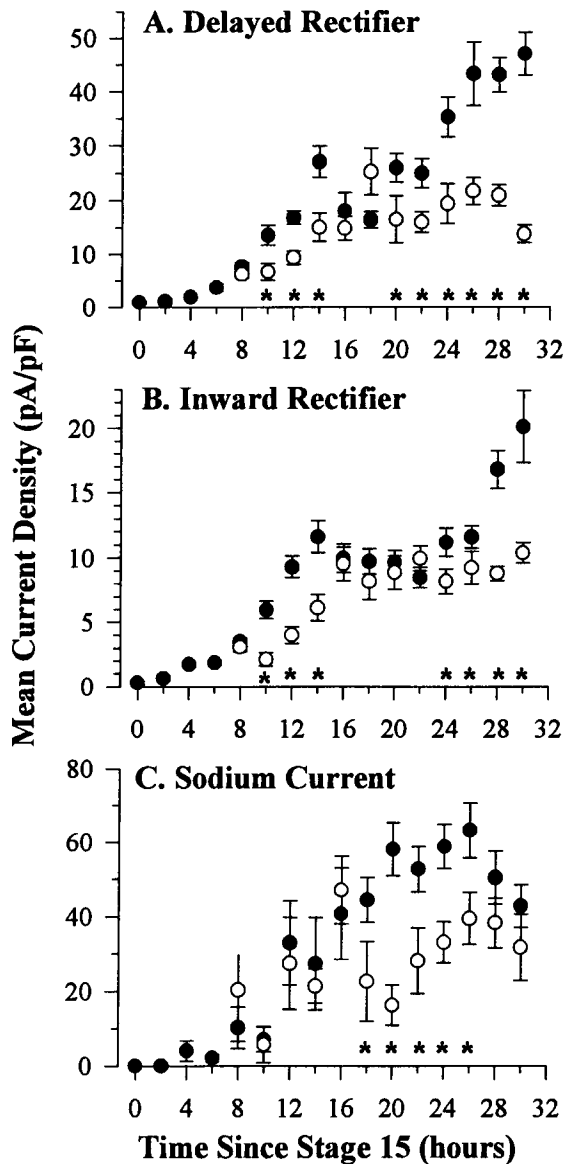 A. Delayed Rectifier
50
40
30
20
10
0
* * * * * * * * *
0 4 8 12 16 20 24 28 32
B. Inward Rectifier
20
15
10
5
0
* * * * * * *
0 4 8 12 16 20 24 28 32
C. Sodium Current
80
60
40
20
0
* * * * *
0 4 8 12 16 20 24 28 32
Time Since Stage 15 (hours)
Mean Current Density (pA/pF)